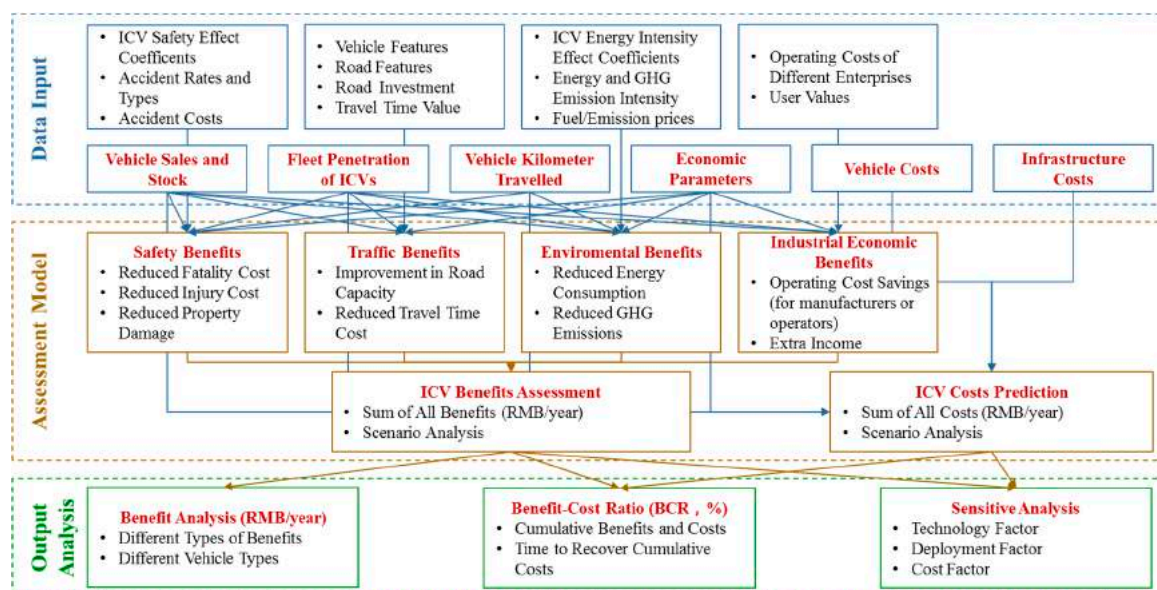 Data Input
• ICV Safety Effect
Coefficents
• Accident Rates and
Types
• Accident Costs
• Vehicle Features
• Road Features
• Road Investment
• Travel Time Value
• ICV Energy Intensity
Effect Coefficients
• Energy and GHG
Emission Intensity
• Fuel/Emission prices
• Operating Costs of
Different Enterprises
• User Values
Vehicle Sales and
Stock
Fleet Penetration
of ICVs
Vehicle Kilometer
Travelled
Economic
Parameters
Vehicle Costs
Infrastructure
Costs
Assessment Model
Safety Benefits
• Reduced Fatality Cost
• Reduced Injury Cost
• Reduced Property
Damage
Traffic Benefits
• Improvement in Road
Capacity
• Reduced Travel Time
Cost
Enviromental Benefits
• Reduced Energy
Consumption
• Reduced GHG
Emissions
Industrial Economic
Benefits
• Operating Cost Savings
(for manufacturers or
operators)
• Extra Income
ICV Benefits Assessment
• Sum of All Benefits (RMB/year)
• Scenario Analysis
ICV Costs Prediction
• Sum of All Costs (RMB/year)
• Scenario Analysis
Output
Analysis
Benefit Analysis (RMB/year)
• Different Types of Benefits
• Different Vehicle Types
Benefit-Cost Ratio (BCR , %)
• Cumulative Benefits and Costs
• Time to Recover Cumulative
Costs
Sensitive Analysis
• Technology Factor
• Deployment Factor
• Cost Factor